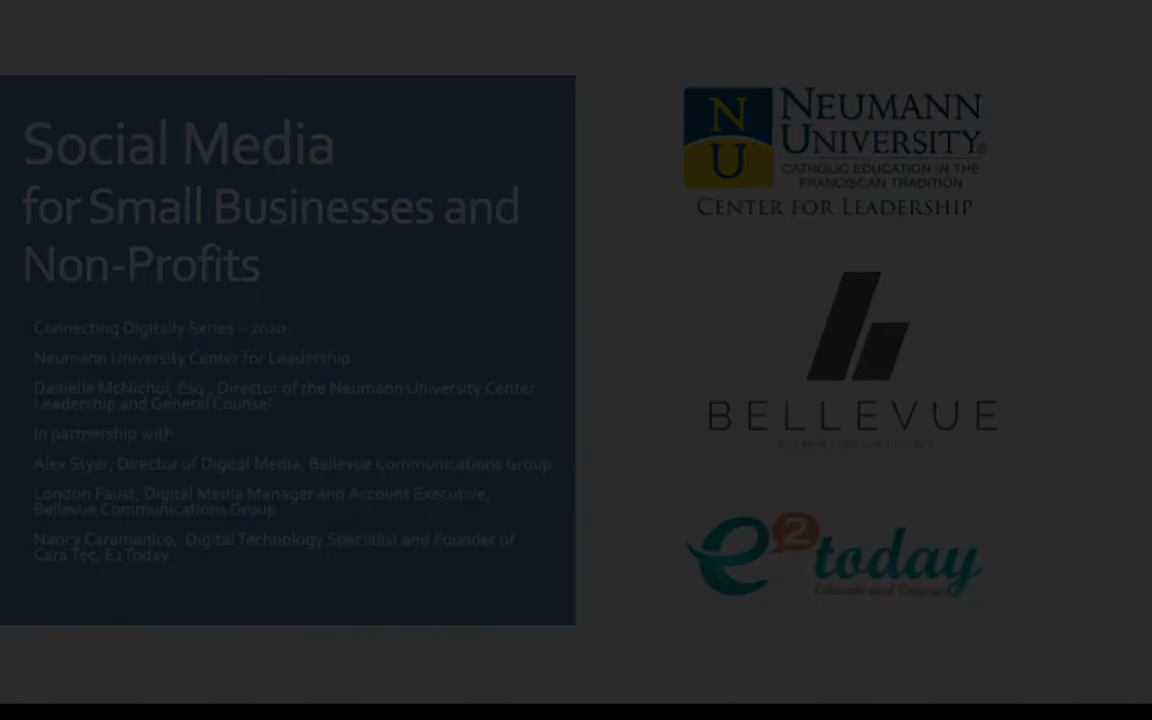 Social Media
for Small Businesses and
Non-Profits
Connecting Digitally Series – 2020
Neumann University Center for Leadership
Danielle McNichol, Esq., Director of the Neumann University Center
Leadership and General Counsel
In partnership with
Alex Styer, Director of Digital Media, Bellevue Communications Group
London Faust, Digital Media Manager and Account Executive,
Bellevue Communications Group
Nancy Caramanico, Digital Technology Specialist and Founder of
Cara Tec, E2Today
NU
NEUMANN
UNIVERSITY®
CATHOLIC EDUCATION IN THE
FRANCISCAN TRADITION
CENTER FOR LEADERSHIP
BELLEVUE
COMMUNICATIONS
e2today
Educate and Engage